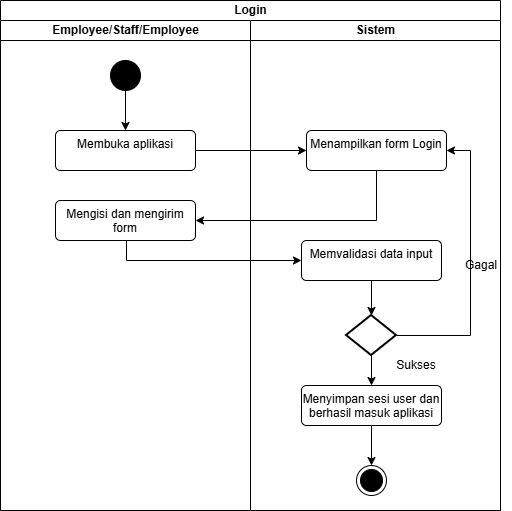 Login
Employee/Staff/Employee
Sistem
Membuka aplikasi
Menampilkan form Login
Mengisi dan mengirim
form
Memvalidasi data input
Gagal
Sukses
Menyimpan sesi user dan
berhasil masuk aplikasi